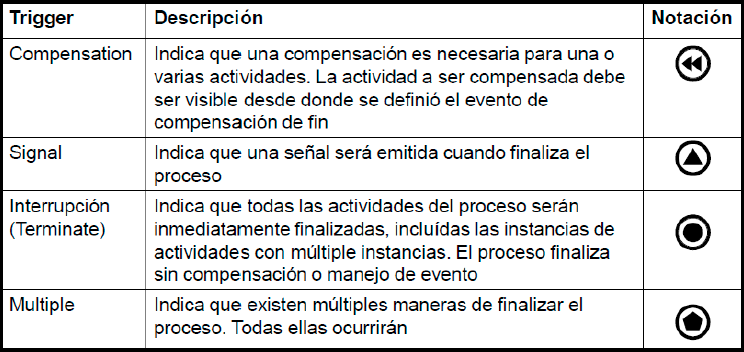 Trigger Descripción Notación
Compensation Indica que una compensación es necesaria para una o
varias actividades. La actividad a ser compensada debe
ser visible desde donde se definió el evento de
compensación de fin
Signal Indica que una señal será emitida cuando finaliza el
proceso
Interrupción Indica que todas las actividades del proceso serán
(Terminate) inmediatamente finalizadas, incluídas las instancias de
actividades con múltiple instancias. El proceso finaliza
sin compensación o manejo de evento
Multiple Indica que existen múltiples maneras de finalizar el
proceso. Todas ellas ocurrirán